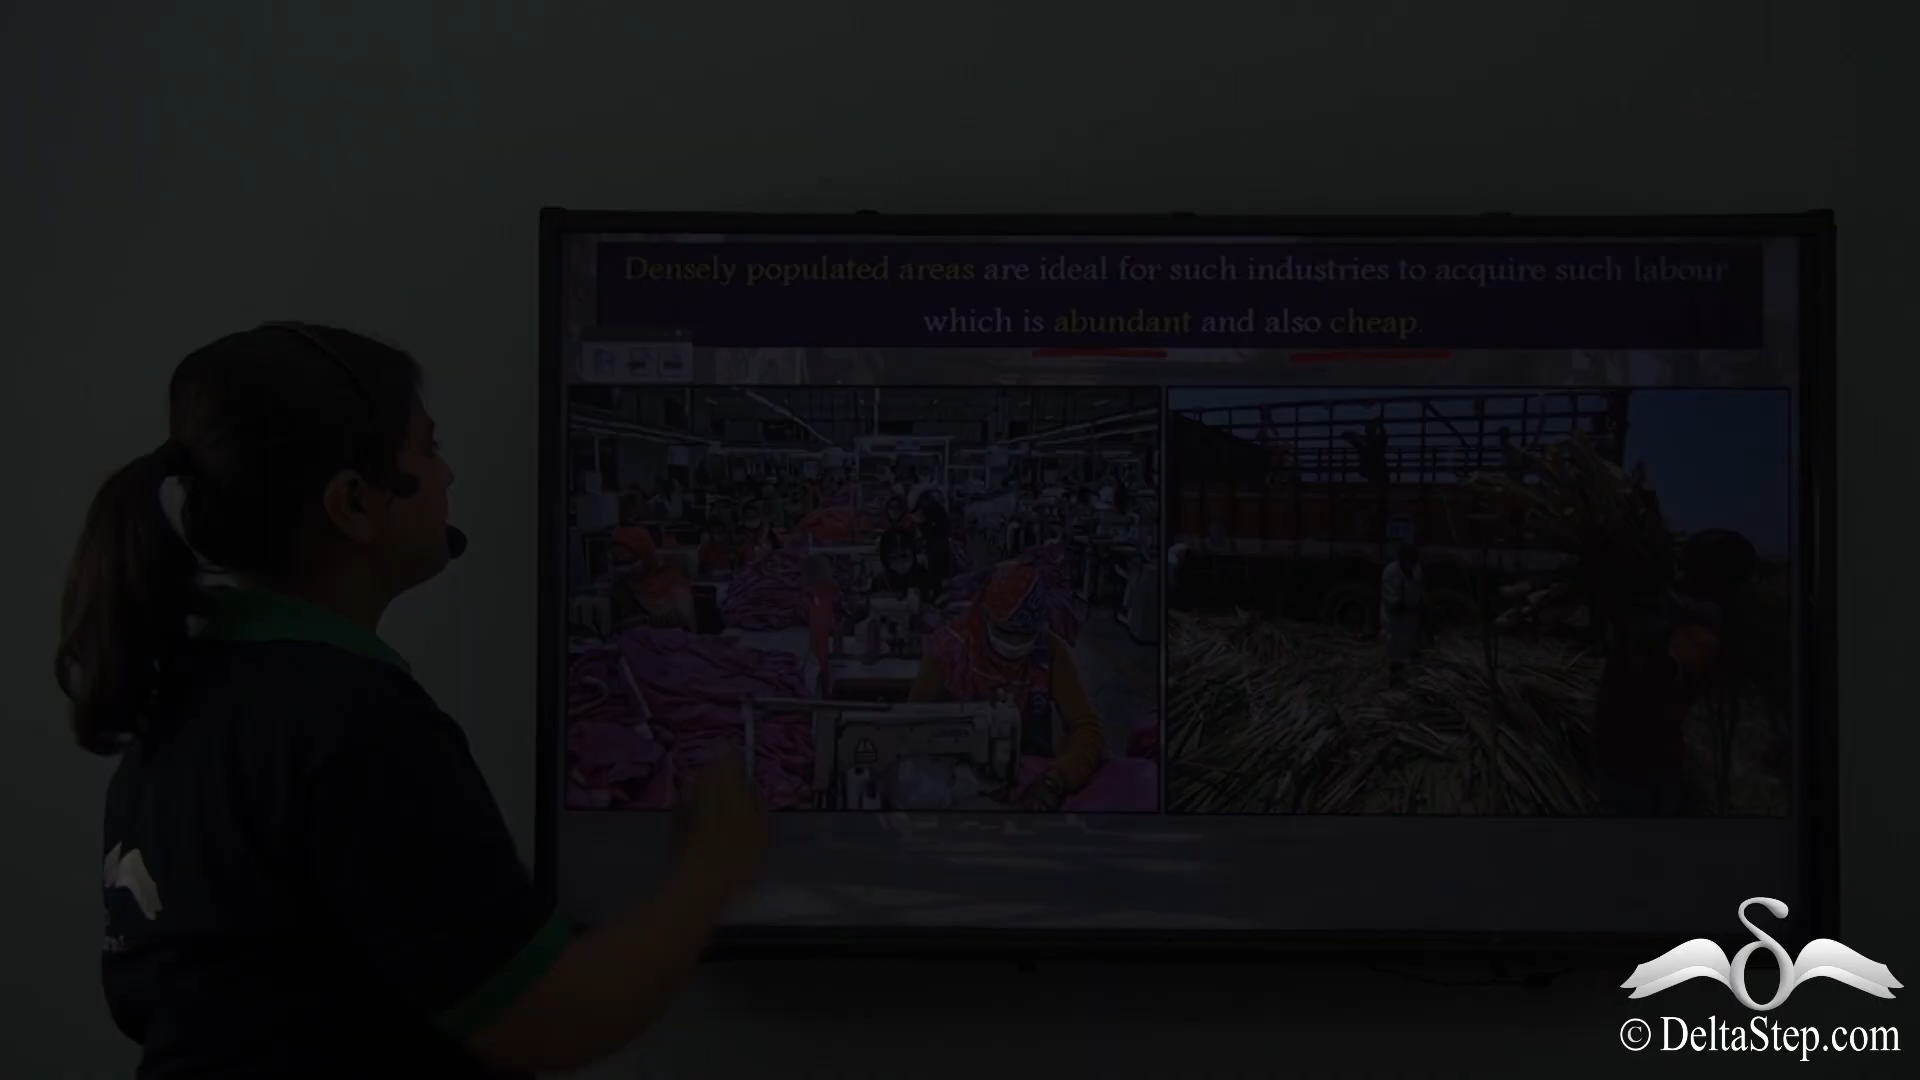 Densely populated areas are ideal for such industries to acquire such labour
which is abundant and also cheap.
© DeltaStep.com